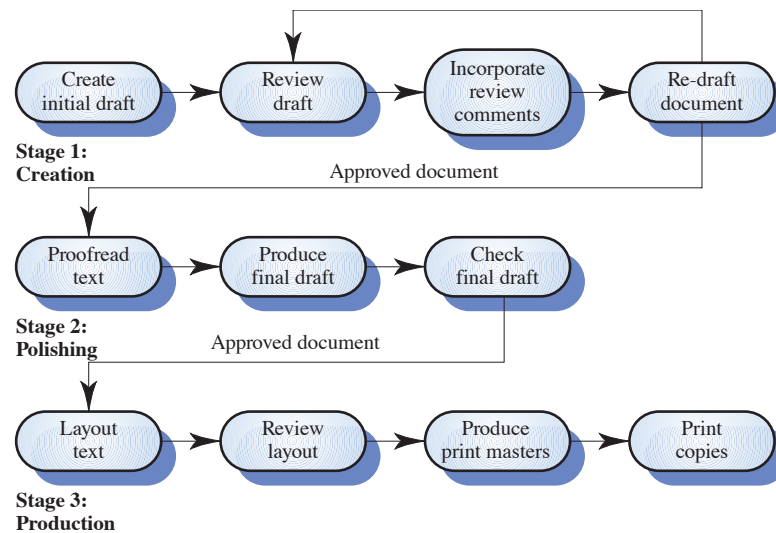 Create
initial draft
Review
draft
Incorporate
review
comments
Re-draft
document
Stage 1:
Creation
Approved document
Proofread
text
Produce
final draft
Check
final draft
Stage 2:
Polishing
Approved document
Layout
text
Review
layout
Produce
print masters
Print
copies
Stage 3:
Production